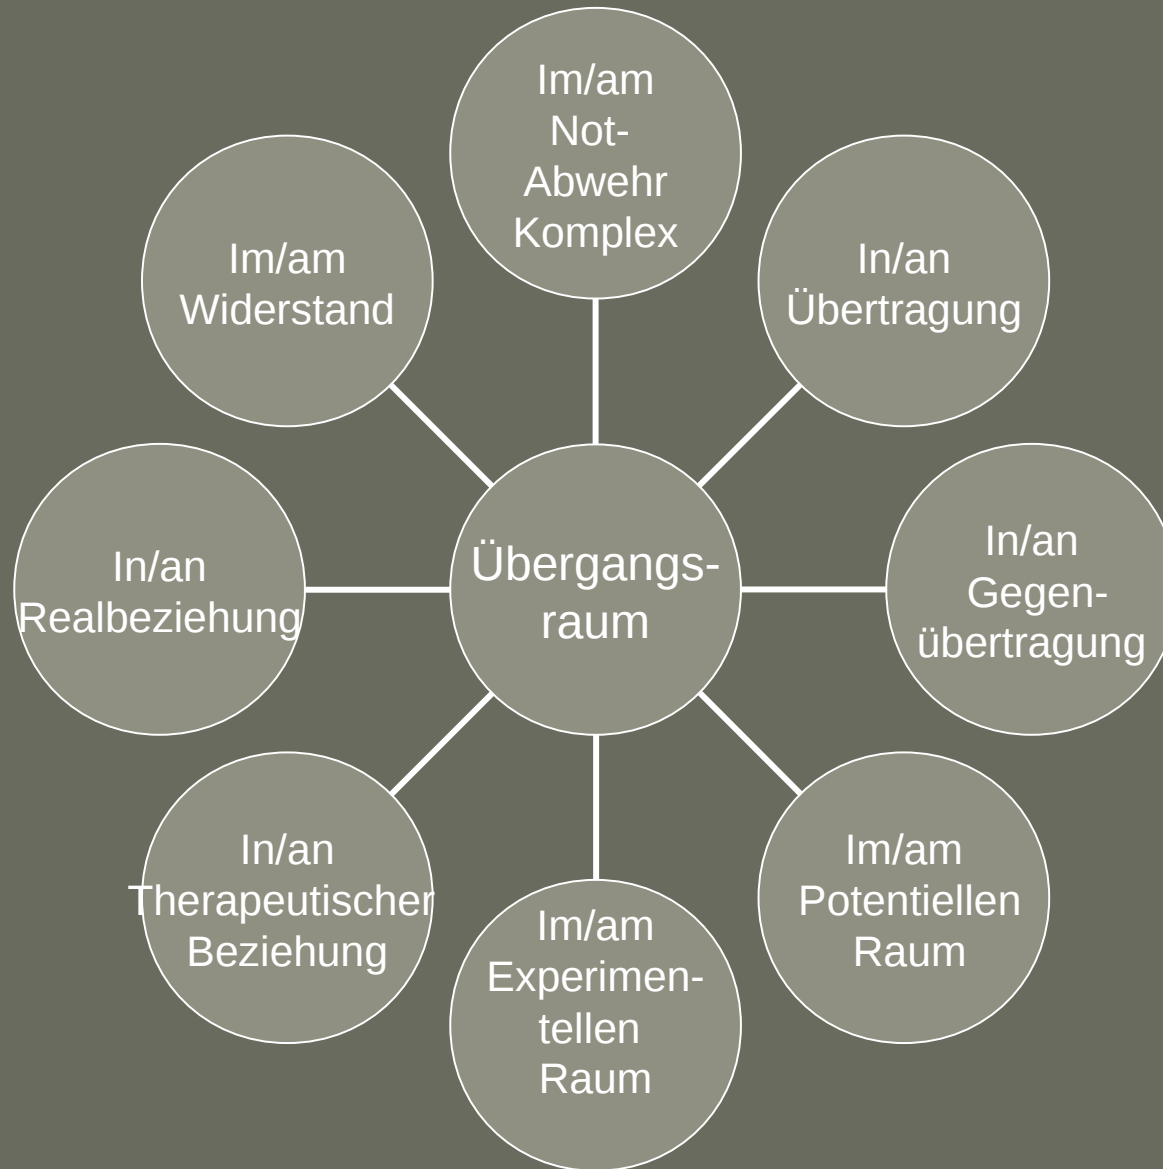 Im/am
Not-
Abwehr
Komplex
In/an
Übertragung
In/an
Gegen-
übertragung
Im/am
Potentiellen
Raum
Im/am
Experimen-
tellen
Raum
In/an
Therapeutischer
Beziehung
In/an
Realbeziehung
Im/am
Widerstand
Übergangs-
raum